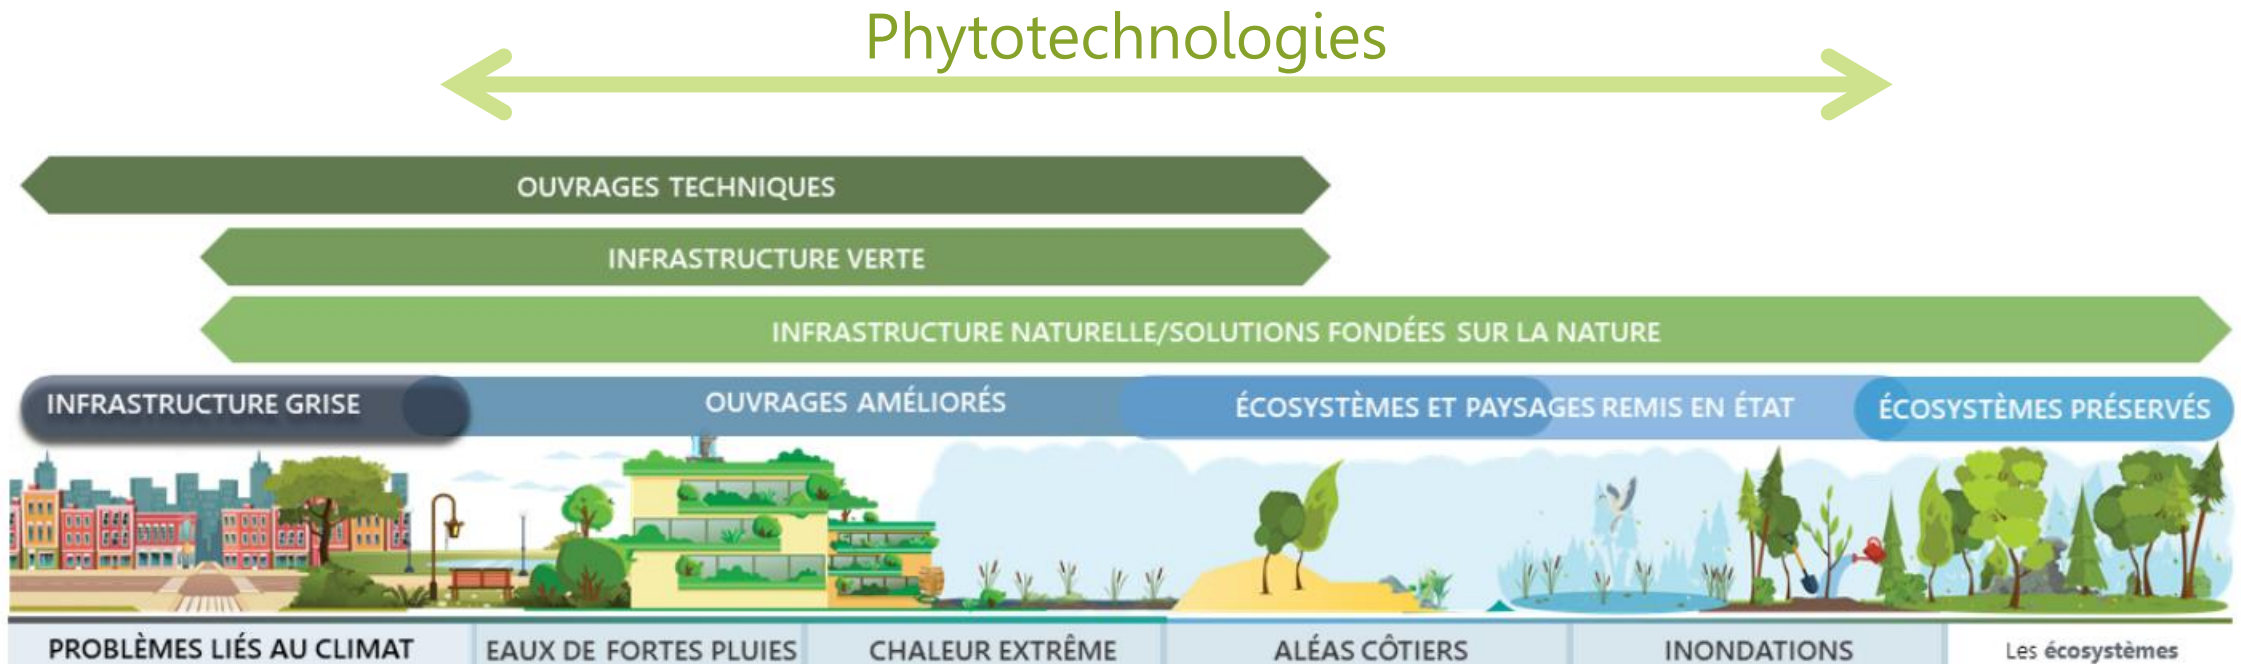 Phytotechnologies
OUVRAGES TECHNIQUES
INFRASTRUCTURE VERTE
INFRASTRUCTURE NATURELLE/SOLUTIONS FONDÉES SUR LA NATURE
INFRASTRUCTURE GRISE
OUVRAGES AMÉLIORÉS
ÉCOSYSTÈMES ET PAYSAGES REMIS EN ÉTAT
ÉCOSYSTÈMES PRÉSERVÉS
PROBLÈMES LIÉS AU CLIMAT
EAUX DE FORTES PLUIES
CHALEUR EXTRÊME
ALÉAS CÔTIERS
INONDATIONS
Les écosystèmes